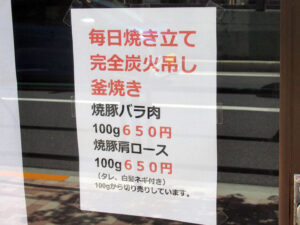 毎日焼き立て
完全炭火吊し
釜焼き
焼豚バラ肉
100g650円
焼豚肩ロース
100g650円
（タレ、白髪ネギ付き）
100gから切り売りしています。